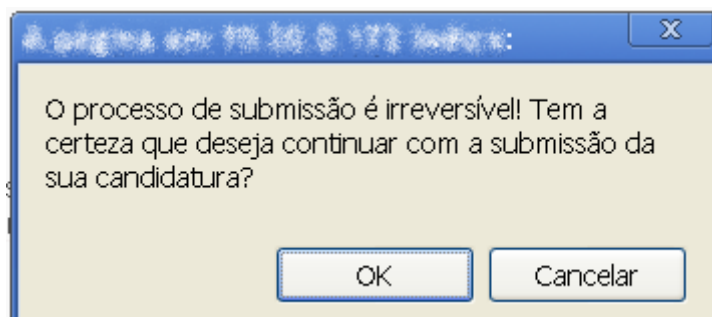 O processo de submissão é irreversível! Tem a
certeza que deseja continuar com a submissão da
sua candidatura?
OK
Cancelar